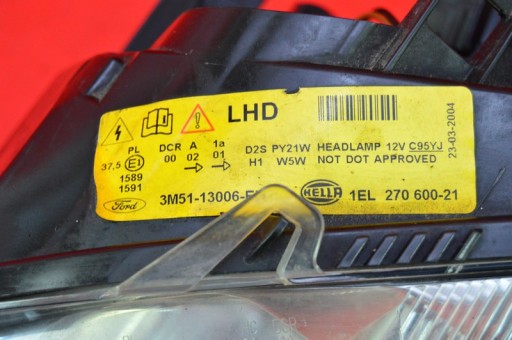 LHD
PL DCR A 1a D2S PY21W HEADLAMP 12V C95YJ
37,5 E1 00 02 01 H1 W5W NOT DOT APPROVED
1589
1591
23-03-2004
Ford 3M51-13006- HELLA 1EL 270 600-21